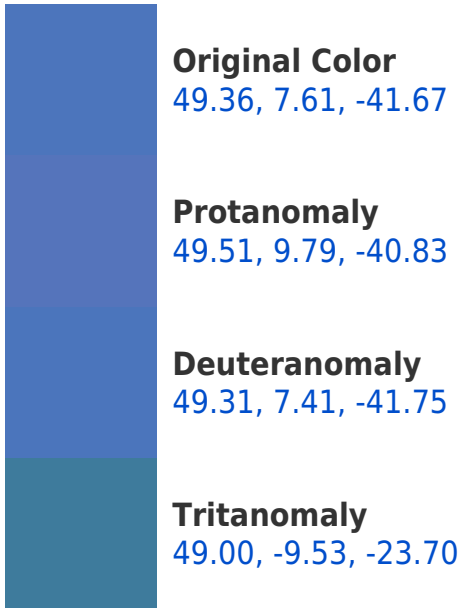 Original Color
49.36, 7.61, -41.67
Protanomaly
49.51, 9.79, -40.83
Deuteranomaly
49.31, 7.41, -41.75
Tritanomaly
49.00, -9.53, -23.70